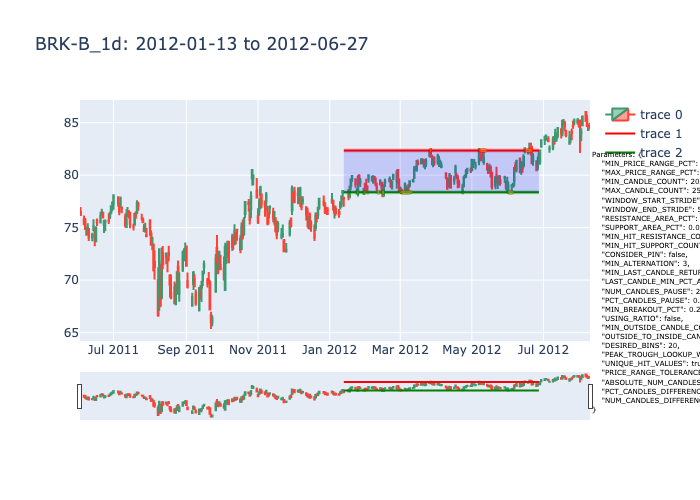 BRK-B_1d: 2012-01-13 to 2012-06-27
85
80
75
70
65
Jul 2011
Sep 2011
Nov 2011
Jan 2012
Mar 2012
May 2012
Jul 2012
trace 0
trace 1
trace 2
Parameters: {
"MIN_PRICE_RANGE_PCT":
"MAX_PRICE_RANGE_PCT":
"MIN_CANDLE_COUNT": 20
"MAX_CANDLE_COUNT": 25
"WINDOW_START_STRIDE"
"WINDOW_END_STRIDE":
"RESISTANCE_AREA_PCT":
"SUPPORT_AREA_PCT": 0.0
"MIN_HIT_RESISTANCE_CO
"MIN_HIT_SUPPORT_COUNT
"CONSIDER_PIN": false,
"MIN_ALTERNATION": 3,
"MIN_LAST_CANDLE_RETUR
"LAST_CANDLE_MIN_PCT_A
"NUM_CANDLES_PAUSE": 2
"PCT_CANDLES_PAUSE": 0.
"MIN_BREAKOUT_PCT": 0.2
"USING_RATIO": false,
"MIN_OUTSIDE_CANDLE_CO
"OUTSIDE_TO_INSIDE_CAN
"DESIRED_BINS": 20,
"PEAK_TROUGH_LOOKUP_W
"UNIQUE_HIT_VALUES": tru
"PRICE_RANGE_TOLERANC
"ABSOLUTE_NUM_CANDLES
"PCT_CANDLES_DIFFERENC
"NUM_CANDLES_DIFFEREN
}